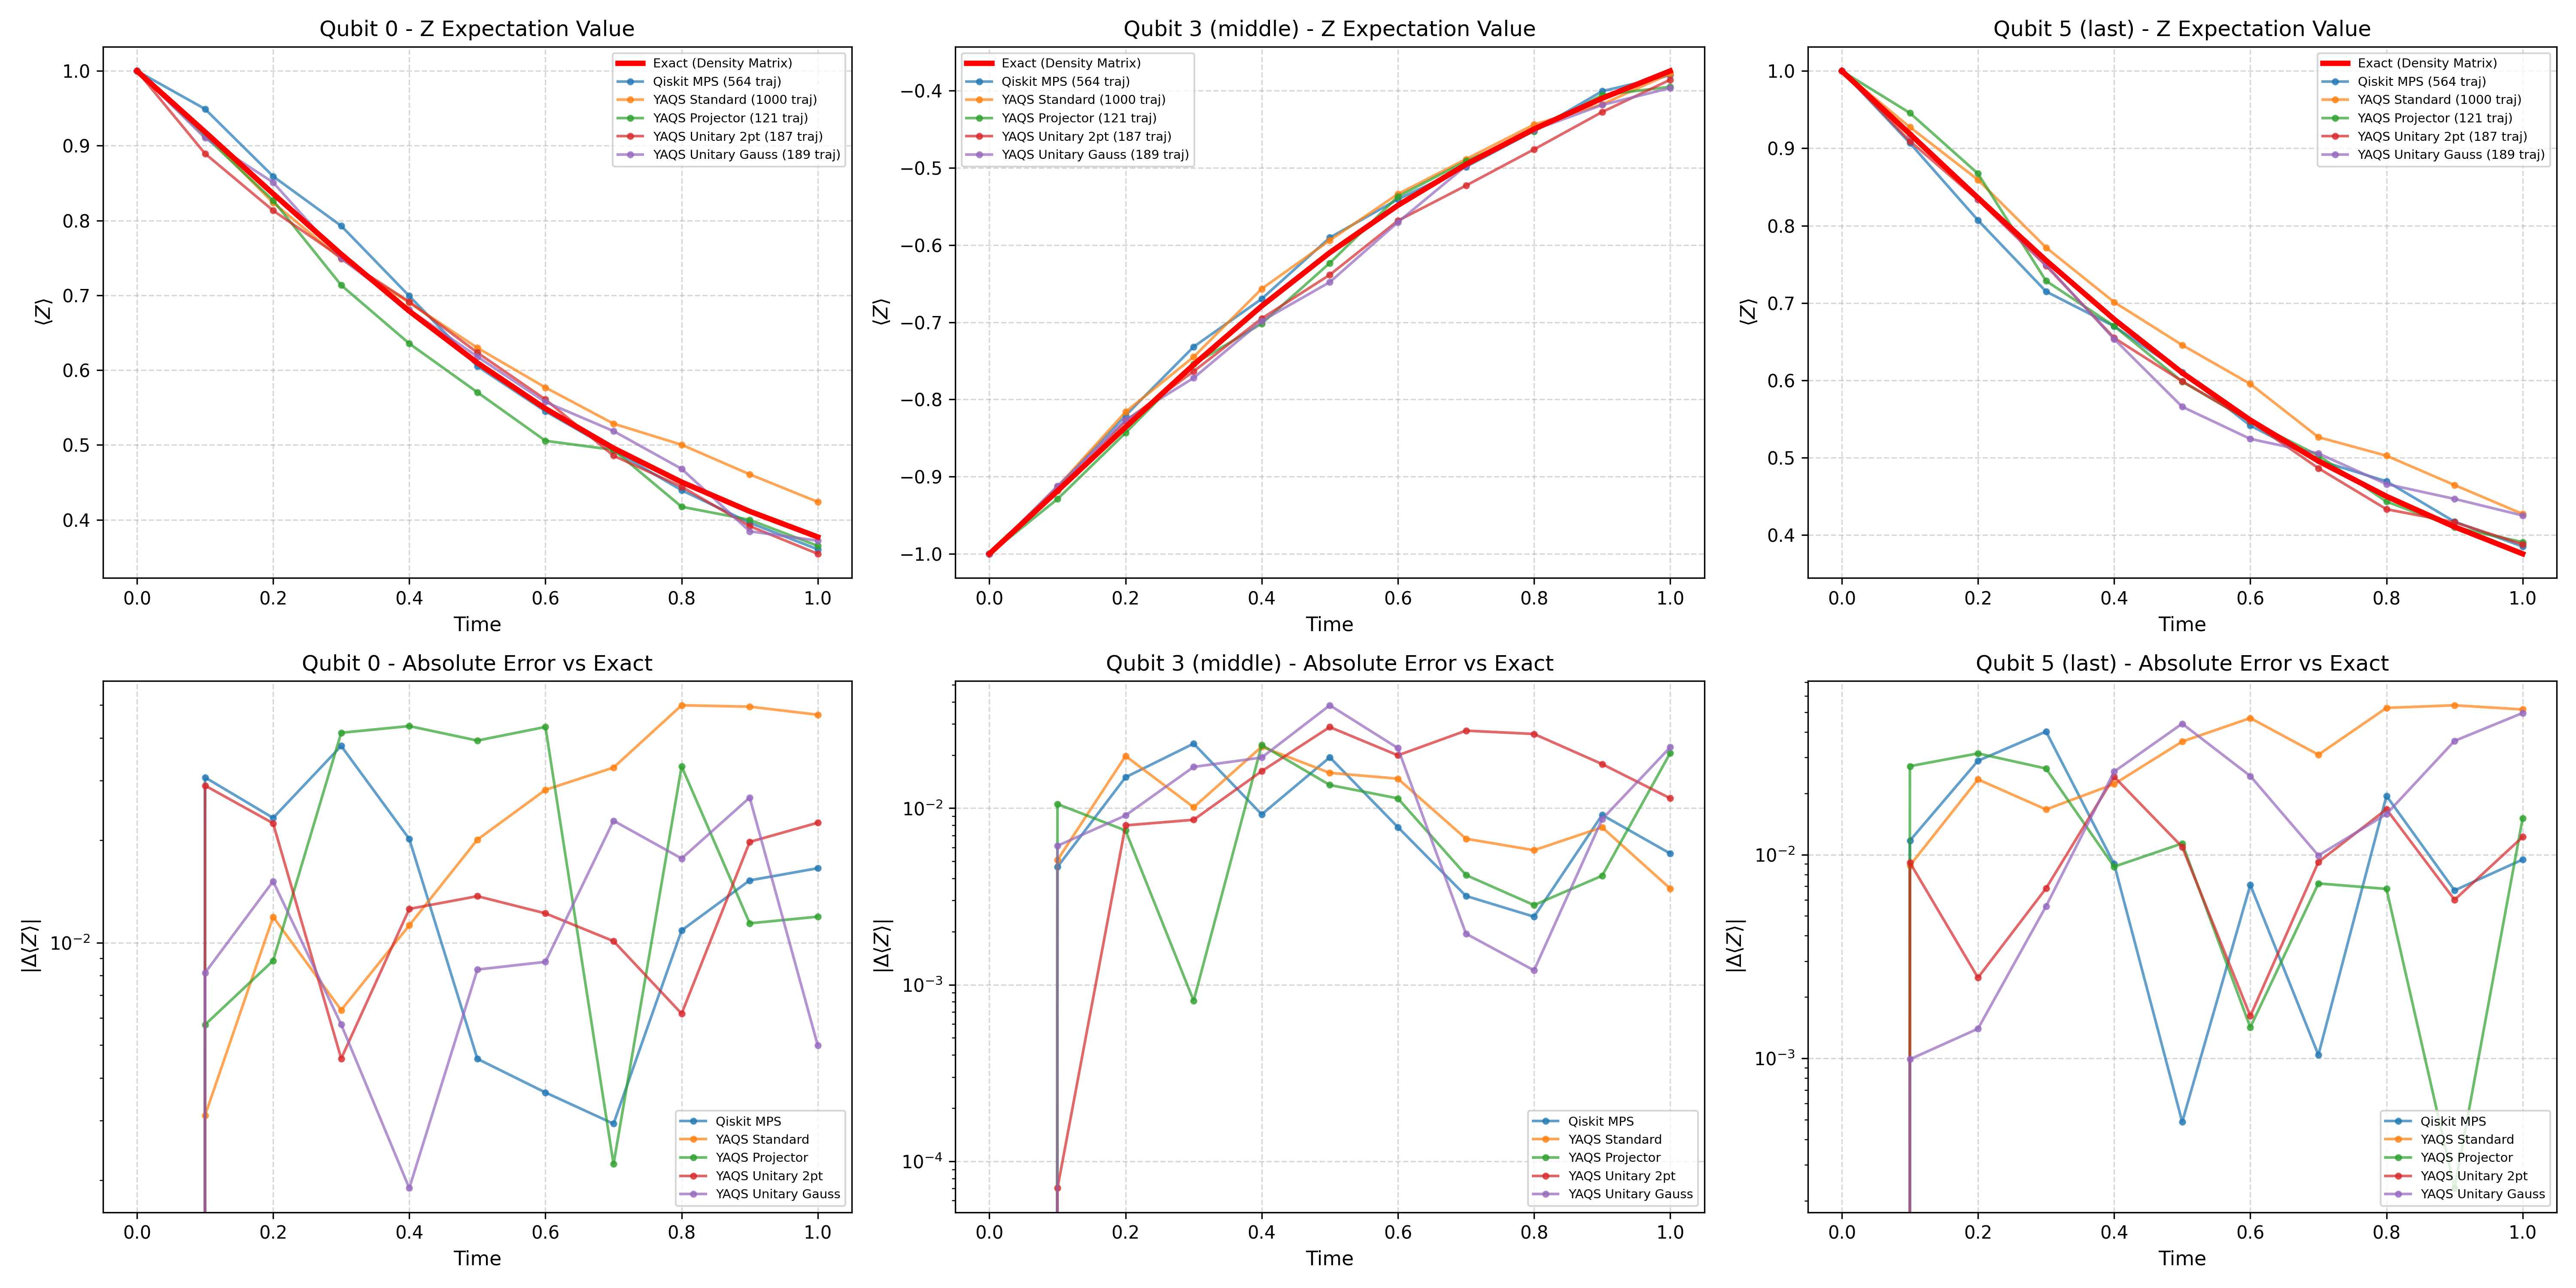 Qubit 0 - Z Expectation Value
1.0
0.9
0.8
0.7
0.6
0.5
0.4
⟨Z⟩
0.0 0.2 0.4 0.6 0.8 1.0
Time
Exact (Density Matrix)
Qiskit MPS (564 traj)
YAQS Standard (1000 traj)
YAQS Projector (121 traj)
YAQS Unitary 2pt (187 traj)
YAQS Unitary Gauss (189 traj)
Qubit 3 (middle) - Z Expectation Value
−0.4
−0.5
−0.6
−0.7
−0.8
−0.9
−1.0
⟨Z⟩
0.0 0.2 0.4 0.6 0.8 1.0
Time
Exact (Density Matrix)
Qiskit MPS (564 traj)
YAQS Standard (1000 traj)
YAQS Projector (121 traj)
YAQS Unitary 2pt (187 traj)
YAQS Unitary Gauss (189 traj)
Qubit 5 (last) - Z Expectation Value
1.0
0.9
0.8
0.7
0.6
0.5
0.4
⟨Z⟩
0.0 0.2 0.4 0.6 0.8 1.0
Time
Exact (Density Matrix)
Qiskit MPS (564 traj)
YAQS Standard (1000 traj)
YAQS Projector (121 traj)
YAQS Unitary 2pt (187 traj)
YAQS Unitary Gauss (189 traj)
Qubit 0 - Absolute Error vs Exact
10⁻²
|Δ⟨Z⟩|
0.0 0.2 0.4 0.6 0.8 1.0
Time
Qiskit MPS
YAQS Standard
YAQS Projector
YAQS Unitary 2pt
YAQS Unitary Gauss
Qubit 3 (middle) - Absolute Error vs Exact
10⁻²
10⁻³
10⁻⁴
|Δ⟨Z⟩|
0.0 0.2 0.4 0.6 0.8 1.0
Time
Qiskit MPS
YAQS Standard
YAQS Projector
YAQS Unitary 2pt
YAQS Unitary Gauss
Qubit 5 (last) - Absolute Error vs Exact
10⁻²
10⁻³
|Δ⟨Z⟩|
0.0 0.2 0.4 0.6 0.8 1.0
Time
Qiskit MPS
YAQS Standard
YAQS Projector
YAQS Unitary 2pt
YAQS Unitary Gauss